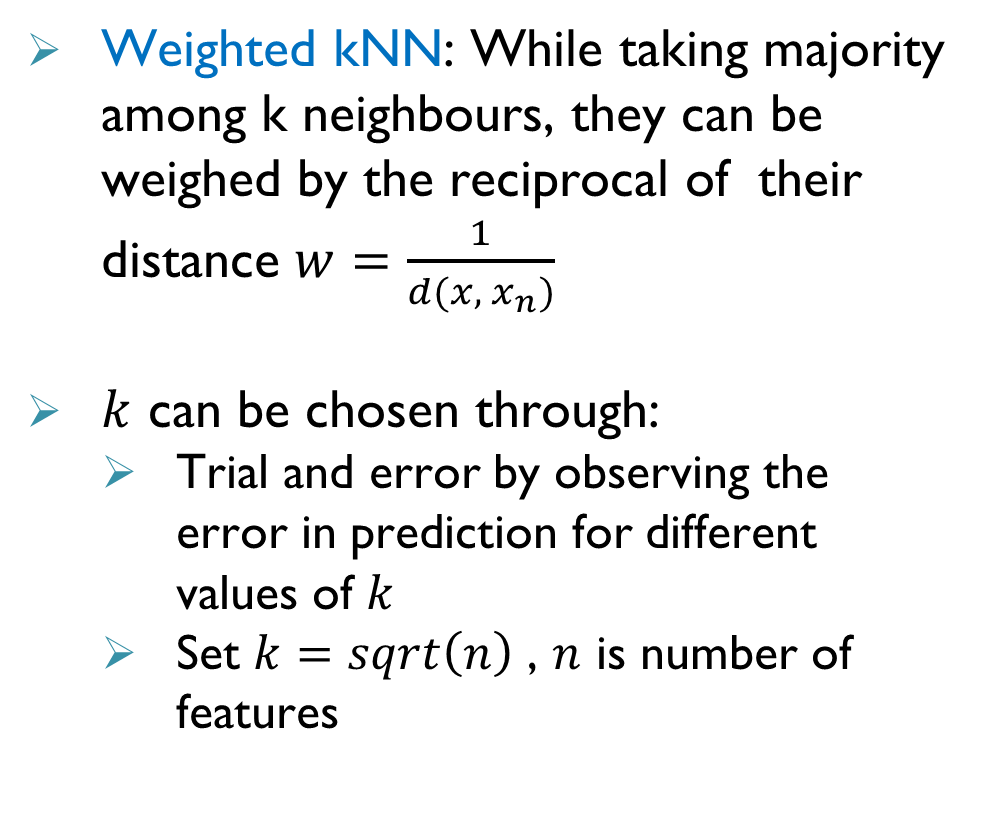 ➢ Weighted kNN: While taking majority
among k neighbours, they can be
weighed by the reciprocal of their
distance w = 1/d(x, xₙ)
➢ k can be chosen through:
➢ Trial and error by observing the
error in prediction for different
values of k
➢ Set k = sqrt(n) , n is number of
features